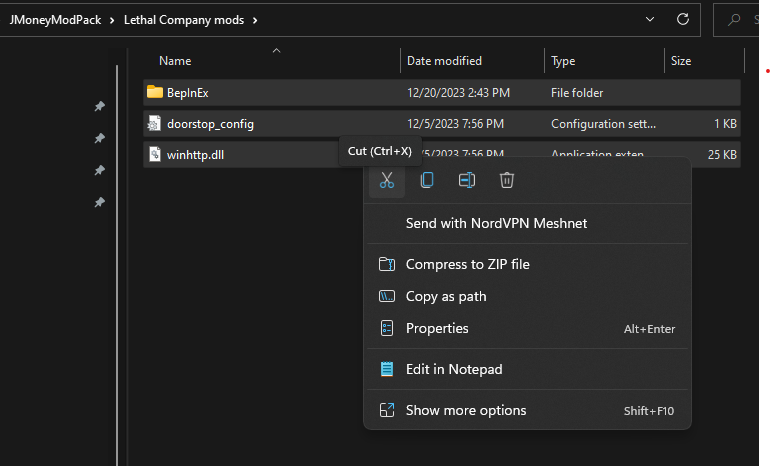 JMoneyModPack > Lethal Company mods >
Name Date modified Type Size
BepInEx 12/20/2023 2:43 PM File folder
doorstop_config 12/5/2023 7:56 PM Configuration sett... 1 KB
Cut (Ctrl+X)
winhttp.dll /5/2023 7:56 PM Application exten 25 KB
Send with NordVPN Meshnet
Compress to ZIP file
Copy as path
Properties Alt+Enter
Edit in Notepad
Show more options Shift+F10